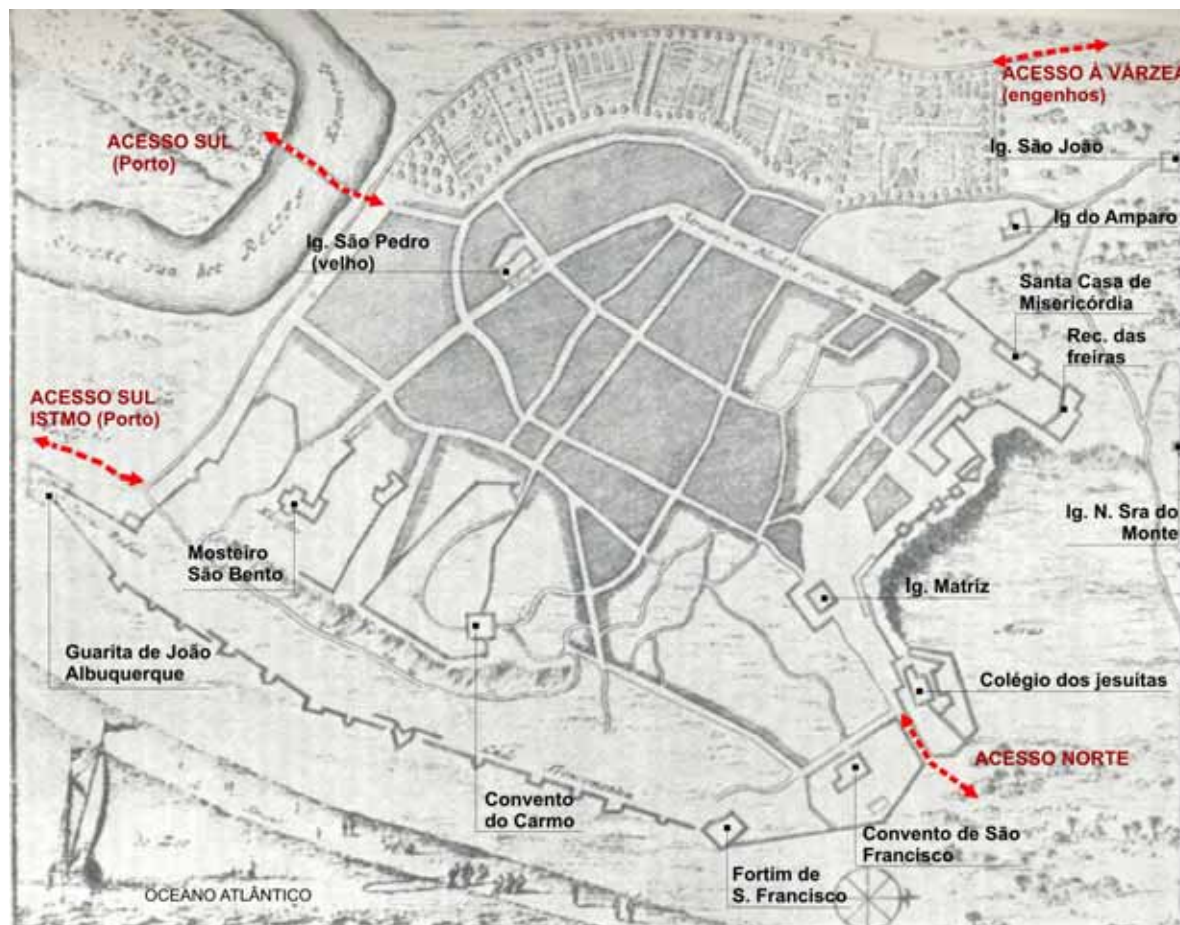 ACESSO À VÁRZEA
(engenhos)
ACESSO SUL
(Porto)
Ig. São João
Ig. São Pedro
(velho)
Ig do Amparo
Santa Casa de
Misericórdia
Rec. das
freiras
ACESSO SUL
ISTMO (Porto)
Ig. N. Sra do
Monte
Mosteiro
São Bento
Ig. Matriz
Guarita de João
Albuquerque
Colégio dos jesuitas
ACESSO NORTE
Convento
do Carmo
Convento de São
Francisco
Fortim de
S. Francisco
OCEANO ATLÂNTICO